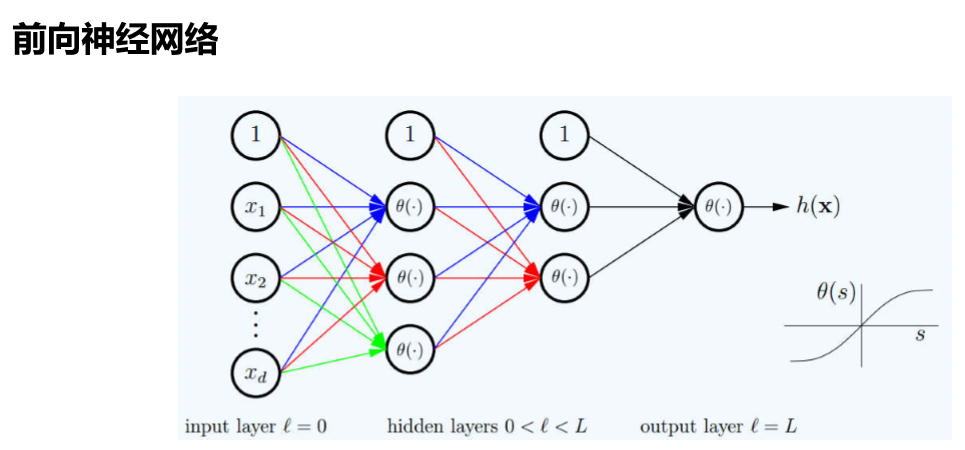 前向神经网络
1 1 1
x₁ θ(·) θ(·) θ(·) h(𝐱)
x₂ θ(·) θ(·)
⋮
θ(s)
s
θ(·)
x_d
input layer ℓ = 0 hidden layers 0 < ℓ < L output layer ℓ = L